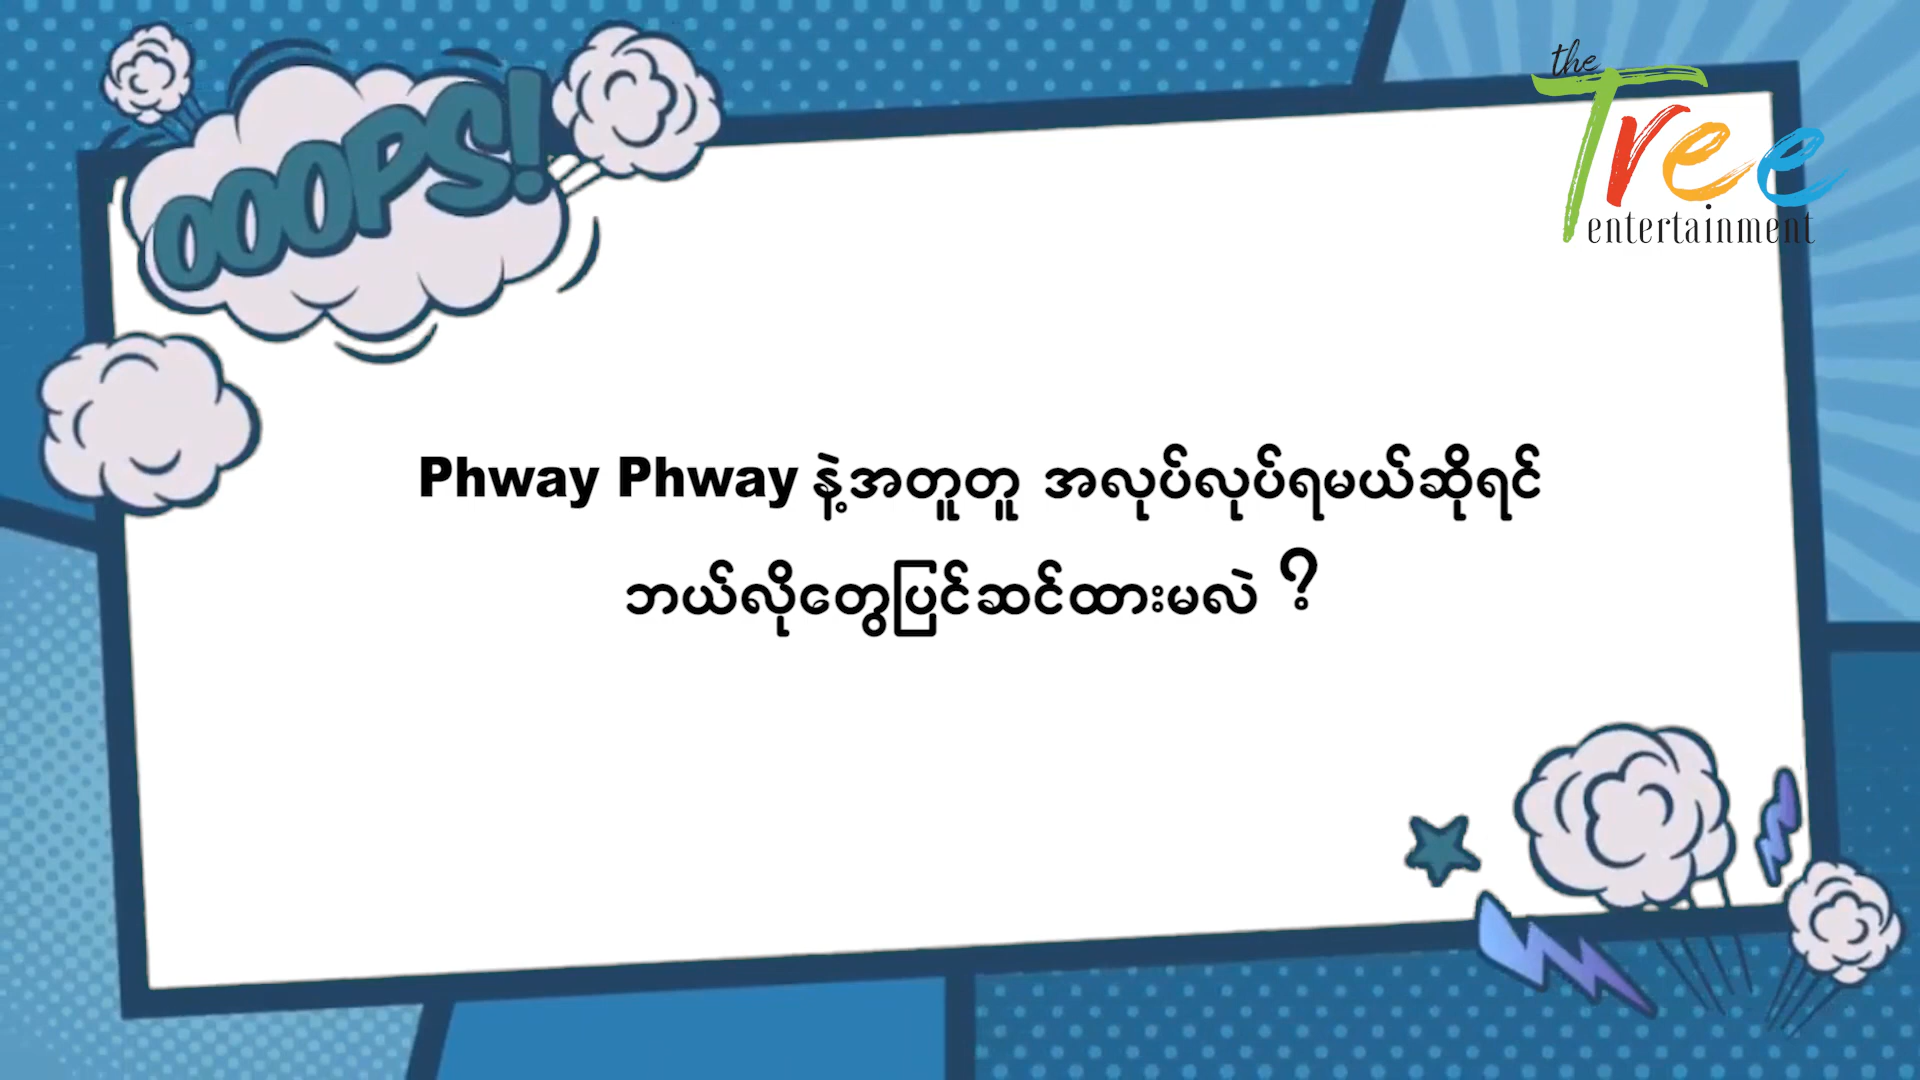 OOOPS!
the
Tree
entertainment
Phway Phway နဲ့အတူတူ အလုပ်လုပ်ရမယ်ဆိုရင်
ဘယ်လိုတွေပြင်ဆင်ထားမလဲ ?